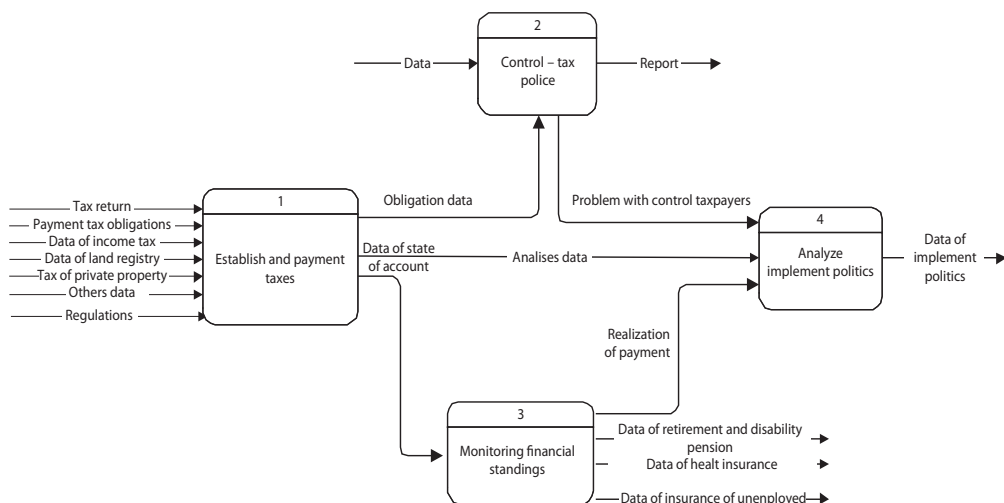 2
Control – tax
police
Data
Report
Tax return
Payment tax obligations
Data of income tax
Data of land registry
Tax of private property
Others data
Regulations
1
Establish and payment
taxes
Obligation data
Data of state
of account
Analises data
Problem with control taxpayers
4
Analyze
implement politics
Data of
implement
politics
Realization
of payment
3
Monitoring financial
standings
Data of retirement and disability
pension
Data of healt insurance
Data of insurance of unenployed